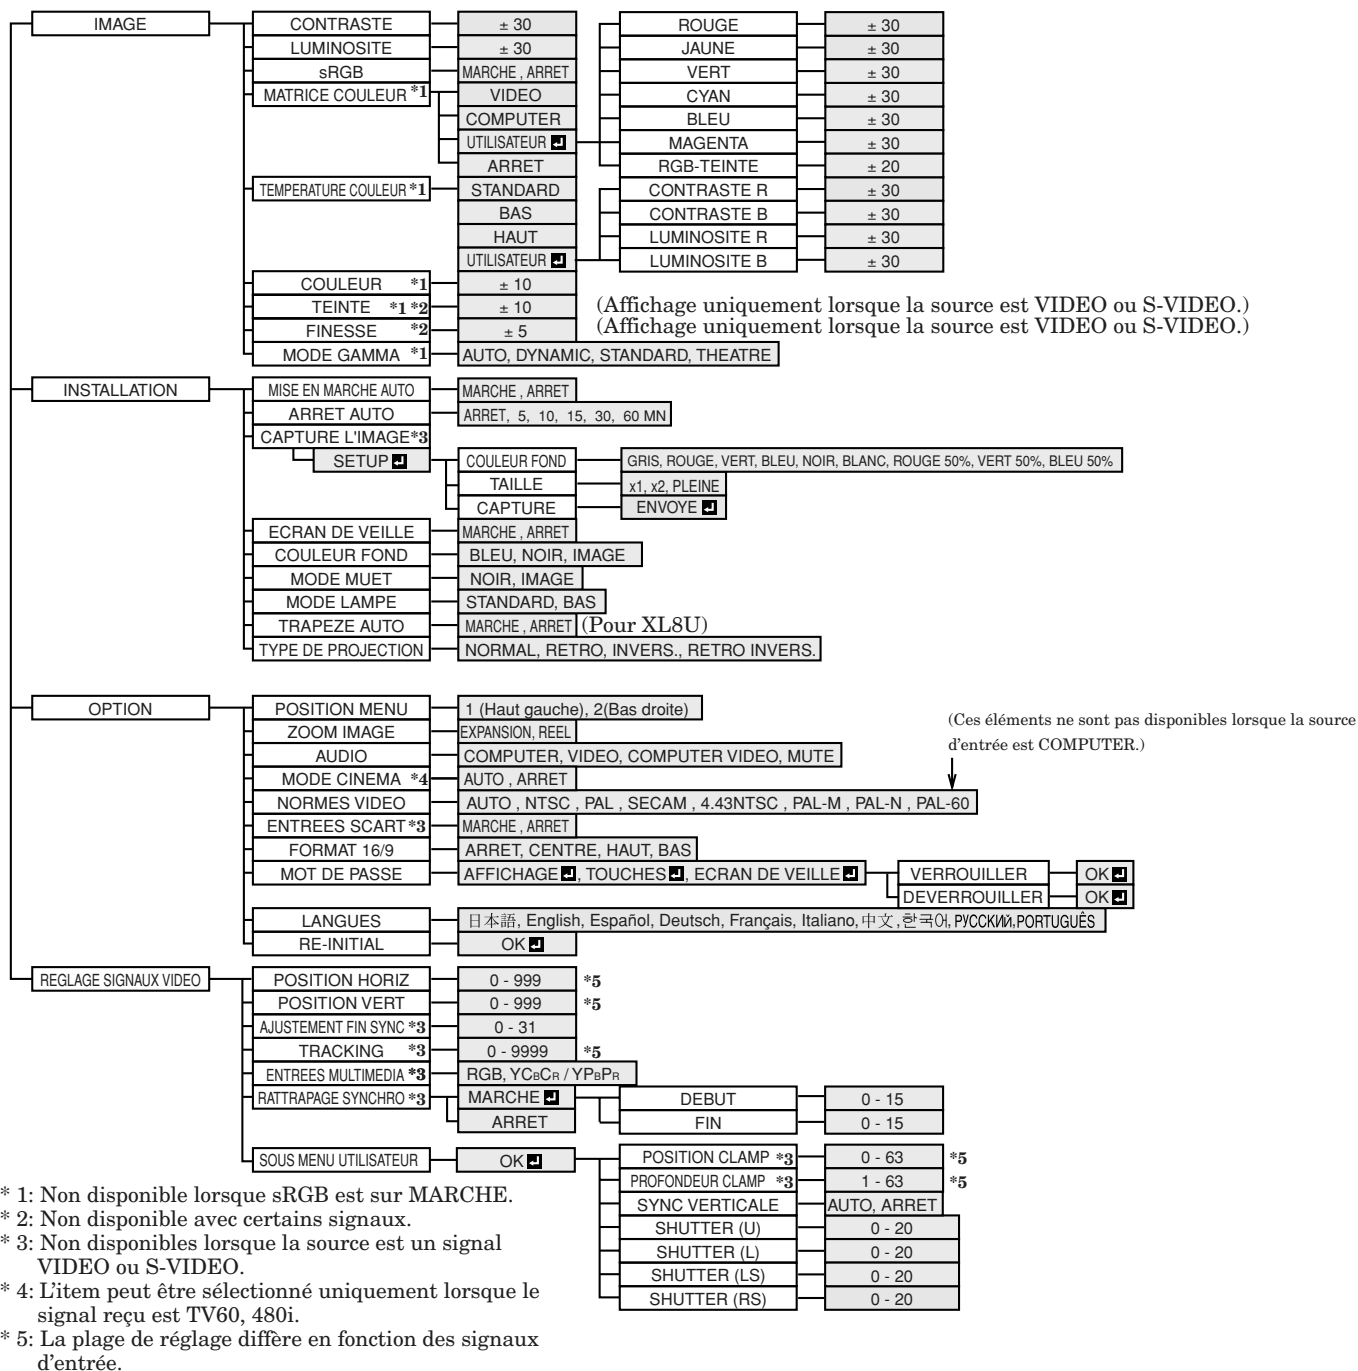 IMAGE CONTRASTE ± 30 ROUGE ± 30
LUMINOSITE ± 30 JAUNE ± 30
sRGB MARCHE , ARRET VERT ± 30
MATRICE COULEUR *1 VIDEO CYAN ± 30
COMPUTER BLEU ± 30
UTILISATEUR MAGENTA ± 30
ARRET RGB-TEINTE ± 20
TEMPERATURE COULEUR *1 STANDARD CONTRASTE R ± 30
BAS CONTRASTE B ± 30
HAUT LUMINOSITE R ± 30
UTILISATEUR LUMINOSITE B ± 30
COULEUR *1 ± 10
TEINTE *1 *2 ± 10 (Affichage uniquement lorsque la source est VIDEO ou S-VIDEO.)
FINESSE *2 ± 5 (Affichage uniquement lorsque la source est VIDEO ou S-VIDEO.)
MODE GAMMA *1 AUTO, DYNAMIC, STANDARD, THEATRE
INSTALLATION MISE EN MARCHE AUTO MARCHE , ARRET
ARRET AUTO ARRET, 5, 10, 15, 30, 60 MN
CAPTURE L'IMAGE*3
SETUP COULEUR FOND GRIS, ROUGE, VERT, BLEU, NOIR, BLANC, ROUGE 50%, VERT 50%, BLEU 50%
TAILLE x1, x2, PLEINE
CAPTURE ENVOYE
ECRAN DE VEILLE MARCHE , ARRET
COULEUR FOND BLEU, NOIR, IMAGE
MODE MUET NOIR, IMAGE
MODE LAMPE STANDARD, BAS
TRAPEZE AUTO MARCHE , ARRET (Pour XL8U)
TYPE DE PROJECTION NORMAL, RETRO, INVERS., RETRO INVERS.
OPTION POSITION MENU 1 (Haut gauche), 2(Bas droite)
(Ces éléments ne sont pas disponibles lorsque la source
d'entrée est COMPUTER.)
ZOOM IMAGE EXPANSION, REEL
AUDIO COMPUTER, VIDEO, COMPUTER VIDEO, MUTE
MODE CINEMA *4 AUTO , ARRET
NORMES VIDEO AUTO , NTSC , PAL , SECAM , 4.43NTSC , PAL-M , PAL-N , PAL-60
ENTREES SCART *3 MARCHE , ARRET
FORMAT 16/9 ARRET, CENTRE, HAUT, BAS
MOT DE PASSE AFFICHAGE , TOUCHES , ECRAN DE VEILLE VERROUILLER OK
DEVERROUILLER OK
LANGUES 日本語, English, Español, Deutsch, Français, Italiano, 中文 , 한국어, РУССКИЙ, PORTUGUÊS
RE-INITIAL OK
REGLAGE SIGNAUX VIDEO POSITION HORIZ 0 - 999 *5
POSITION VERT 0 - 999 *5
AJUSTEMENT FIN SYNC *3 0 - 31
TRACKING *3 0 - 9999 *5
ENTREES MULTIMEDIA *3 RGB, YCBCR / YPBPR
RATTRAPAGE SYNCHRO *3 MARCHE DEBUT 0 - 15
ARRET FIN 0 - 15
SOUS MENU UTILISATEUR OK POSITION CLAMP *3 0 - 63 *5
PROFONDEUR CLAMP *3 1 - 63 *5
SYNC VERTICALE AUTO, ARRET
SHUTTER (U) 0 - 20
SHUTTER (L) 0 - 20
SHUTTER (LS) 0 - 20
SHUTTER (RS) 0 - 20
* 1: Non disponible lorsque sRGB est sur MARCHE.
* 2: Non disponible avec certains signaux.
* 3: Non disponibles lorsque la source est un signal
VIDEO ou S-VIDEO.
* 4: L'item peut être sélectionné uniquement lorsque le
signal reçu est TV60, 480i.
* 5: La plage de réglage diffère en fonction des signaux
d'entrée.